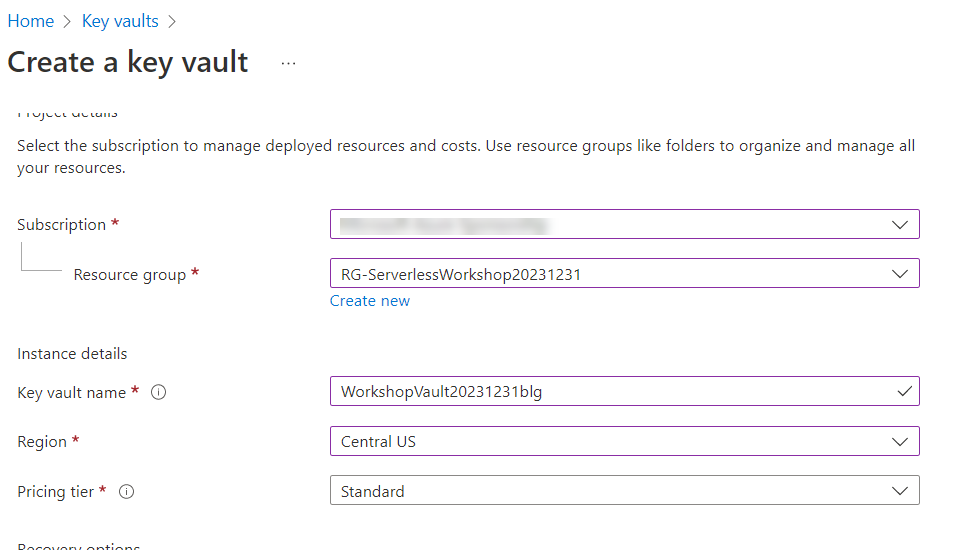 Home > Key vaults >
Create a key vault ...
Project details
Select the subscription to manage deployed resources and costs. Use resource groups like folders to organize and manage all
your resources.
Subscription *
Resource group * RG-ServerlessWorkshop20231231
Create new
Instance details
Key vault name * WorkshopVault20231231blg
Region * Central US
Pricing tier * Standard
Recovery options